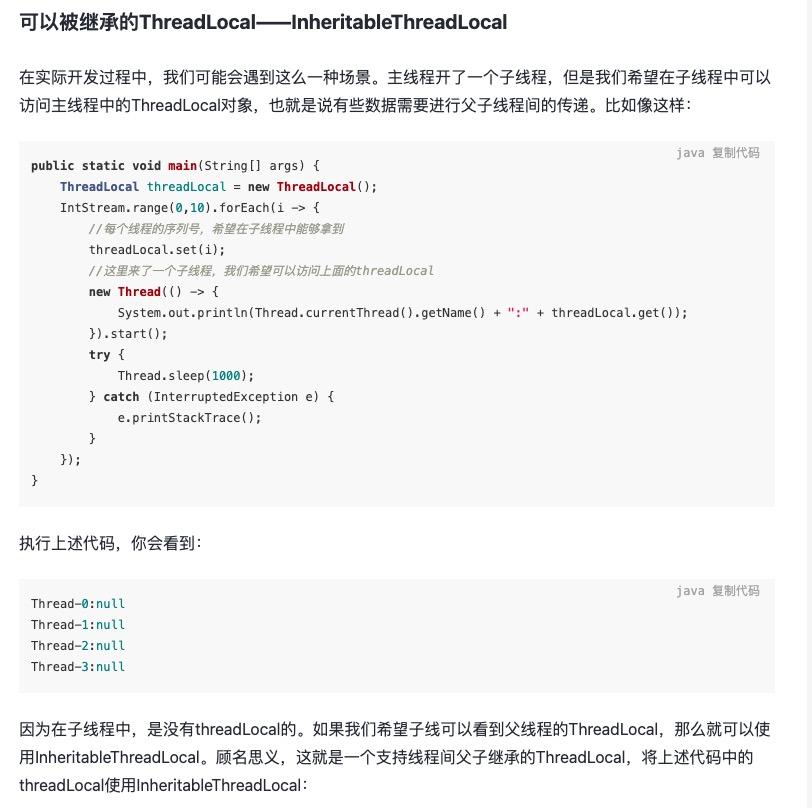 可以被继承的ThreadLocal——InheritableThreadLocal
在实际开发过程中，我们可能会遇到这么一种场景。主线程开了一个子线程，但是我们希望在子线程中可以
访问主线程中的ThreadLocal对象，也就是说有些数据需要进行父子线程间的传递。比如像这样：
java 复制代码
public static void main(String[] args) {
    ThreadLocal threadLocal = new ThreadLocal();
    IntStream.range(0,10).forEach(i -> {
        //每个线程的序列号，希望在子线程中能够拿到
        threadLocal.set(i);
        //这里来了一个子线程，我们希望可以访问上面的threadLocal
        new Thread(() -> {
            System.out.println(Thread.currentThread().getName() + ":" + threadLocal.get());
        }).start();
        try {
            Thread.sleep(1000);
        } catch (InterruptedException e) {
            e.printStackTrace();
        }
    });
}
执行上述代码，你会看到：
java 复制代码
Thread-0:null
Thread-1:null
Thread-2:null
Thread-3:null
因为在子线程中，是没有threadLocal的。如果我们希望子线可以看到父线程的ThreadLocal，那么就可以使
用InheritableThreadLocal。顾名思义，这就是一个支持线程间父子继承的ThreadLocal，将上述代码中的
threadLocal使用InheritableThreadLocal：